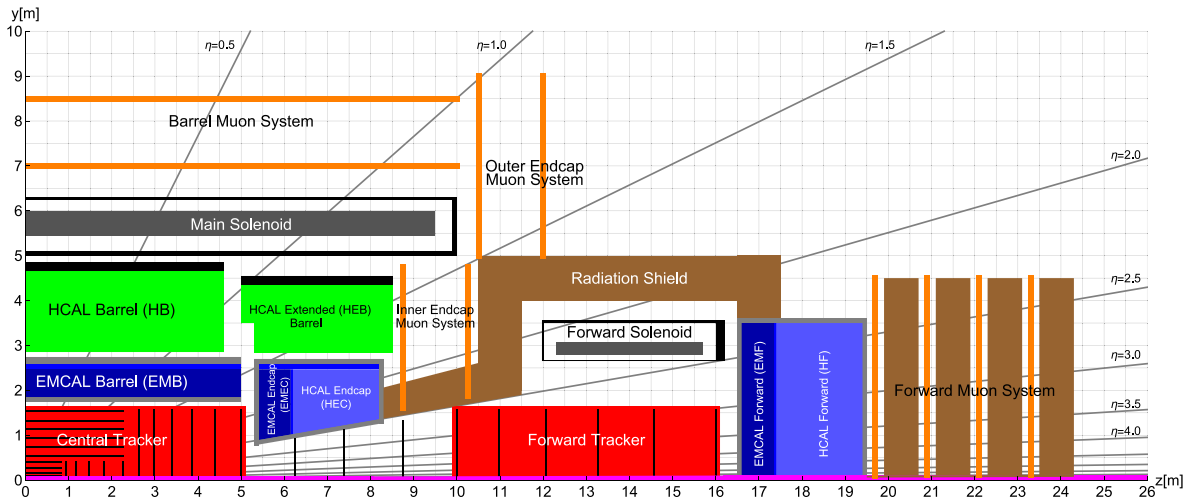 y[m]
10
η=0.5
η=1.0
η=1.5
9
8
Barrel Muon System
7
Outer Endcap
Muon System
η=2.0
6
Main Solenoid
5
Radiation Shield
η=2.5
4
HCAL Barrel (HB)
HCAL Extended (HEB)
Barrel
Inner Endcap
Muon System
Forward Solenoid
3
η=3.0
EMCAL Barrel (EMB)
EMCAL Endcap
(EMEC)
HCAL Endcap
(HEC)
EMCAL Forward (EMF)
HCAL Forward (HF)
Forward Muon System
2
η=3.5
1
Central Tracker
Forward Tracker
η=4.0
0
0 1 2 3 4 5 6 7 8 9 10 11 12 13 14 15 16 17 18 19 20 21 22 23 24 25 26 z[m]